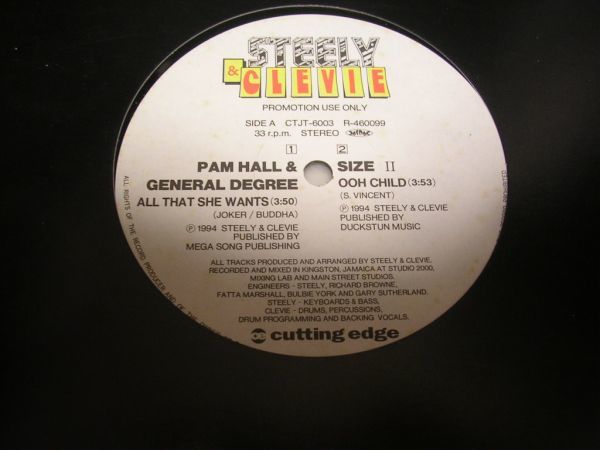 STEELY
& CLEVIE
PROMOTION USE ONLY
SIDE A CTJT-6003 R-460099
33 r.p.m. STEREO
1 2
PAM HALL & SIZE II
GENERAL DEGREE OOH CHILD (3:53)
ALL THAT SHE WANTS (3:50) (S. VINCENT)
(JOKER / BUDDHA) ℗ 1994 STEELY & CLEVIE
℗ 1994 STEELY & CLEVIE PUBLISHED BY
PUBLISHED BY DUCKSTUN MUSIC
MEGA SONG PUBLISHING
ALL TRACKS PRODUCED AND ARRANGED BY STEELY & CLEVIE.
RECORDED AND MIXED IN KINGSTON, JAMAICA AT STUDIO 2000,
MIXING LAB AND MAIN STREET STUDIOS.
ENGINEERS - STEELY, RICHARD BROWNE,
FATTA MARSHALL, BULBIE YORK AND GARY SUTHERLAND.
STEELY - KEYBOARDS & BASS,
CLEVIE - DRUMS, PERCUSSIONS,
DRUM PROGRAMMING AND BACKING VOCALS.
cutting edge
ALL RIGHTS OF THE RECORD PRODUCER AND OF THE